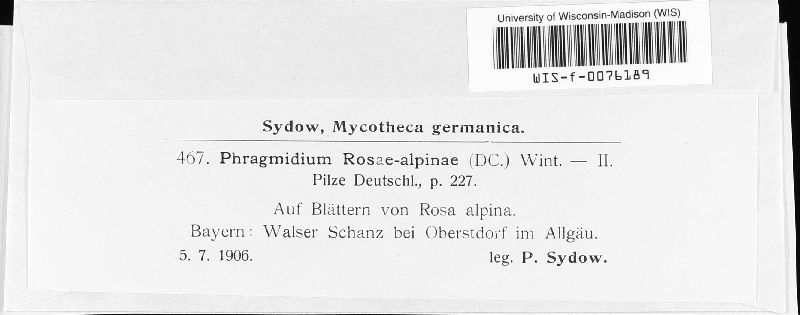 University of Wisconsin-Madison (WIS)
WIS-f-0076189
Sydow, Mycotheca germanica.
467. Phragmidium Rosae-alpinae (DC.) Wint. — II.
Pilze Deutschl., p. 227.
Auf Blättern von Rosa alpina.
Bayern: Walser Schanz bei Oberstdorf im Allgäu.
5. 7. 1906. leg. P. Sydow.